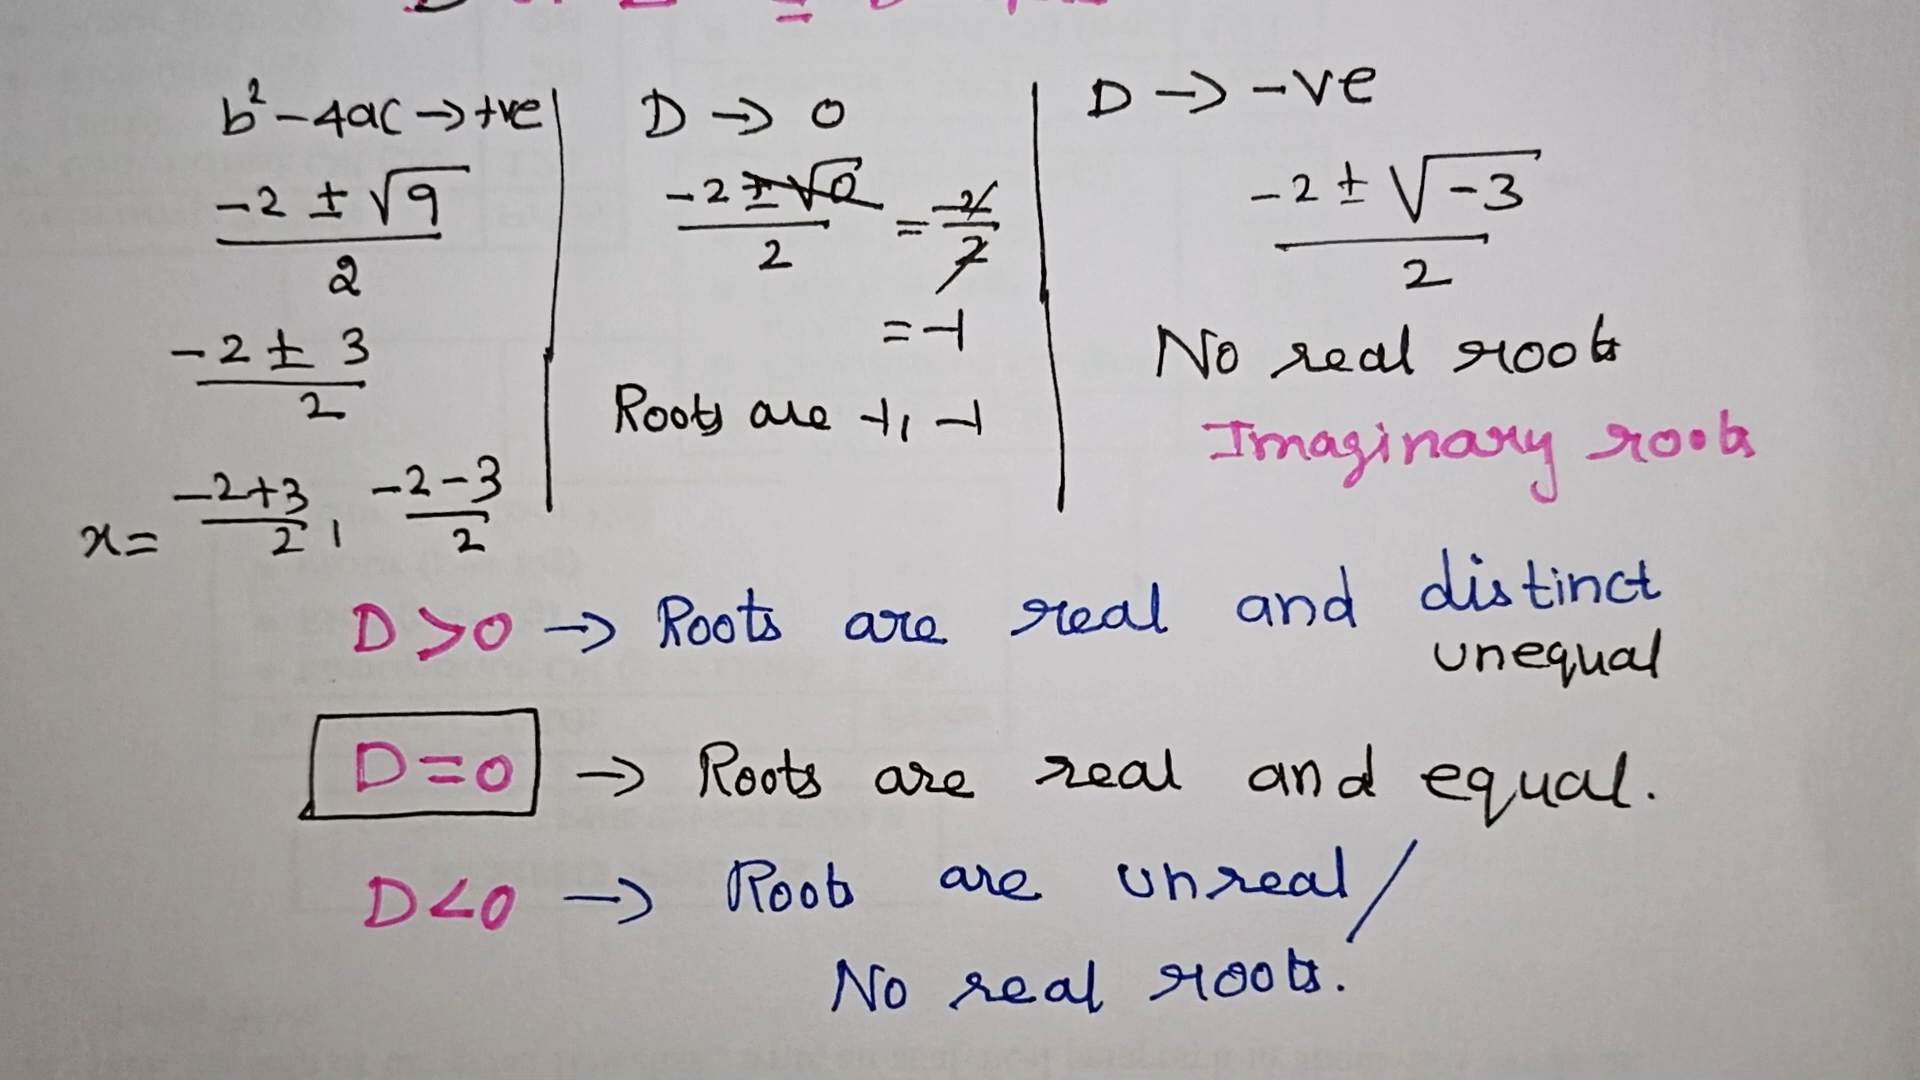 b²-4ac → +ve
-2 ± √9
2
-2 ± 3
2
x = -2+3 , -2-3
2 2
D → 0
-2 ± √0 = -2
2 2
= -1
Roots are -1, -1
D → -ve
-2 ± √-3
2
No real roots
Imaginary roots
D>0 → Roots are real and distinct
unequal
D=0 → Roots are real and equal.
D<0 → Roots are unreal/
No real roots.